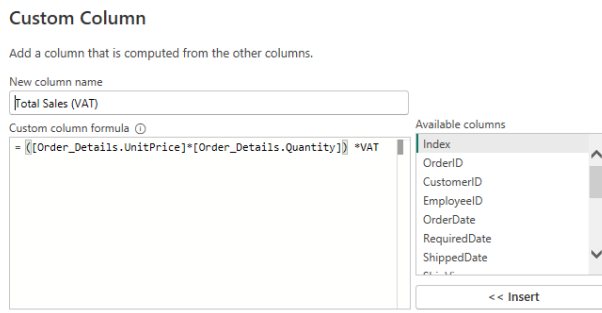 Custom Column
Add a column that is computed from the other columns.
New column name
Total Sales (VAT)
Custom column formula
= ([Order_Details.UnitPrice]*[Order_Details.Quantity]) *VAT
Available columns
Index
OrderID
CustomerID
EmployeeID
OrderDate
RequiredDate
ShippedDate
<< Insert